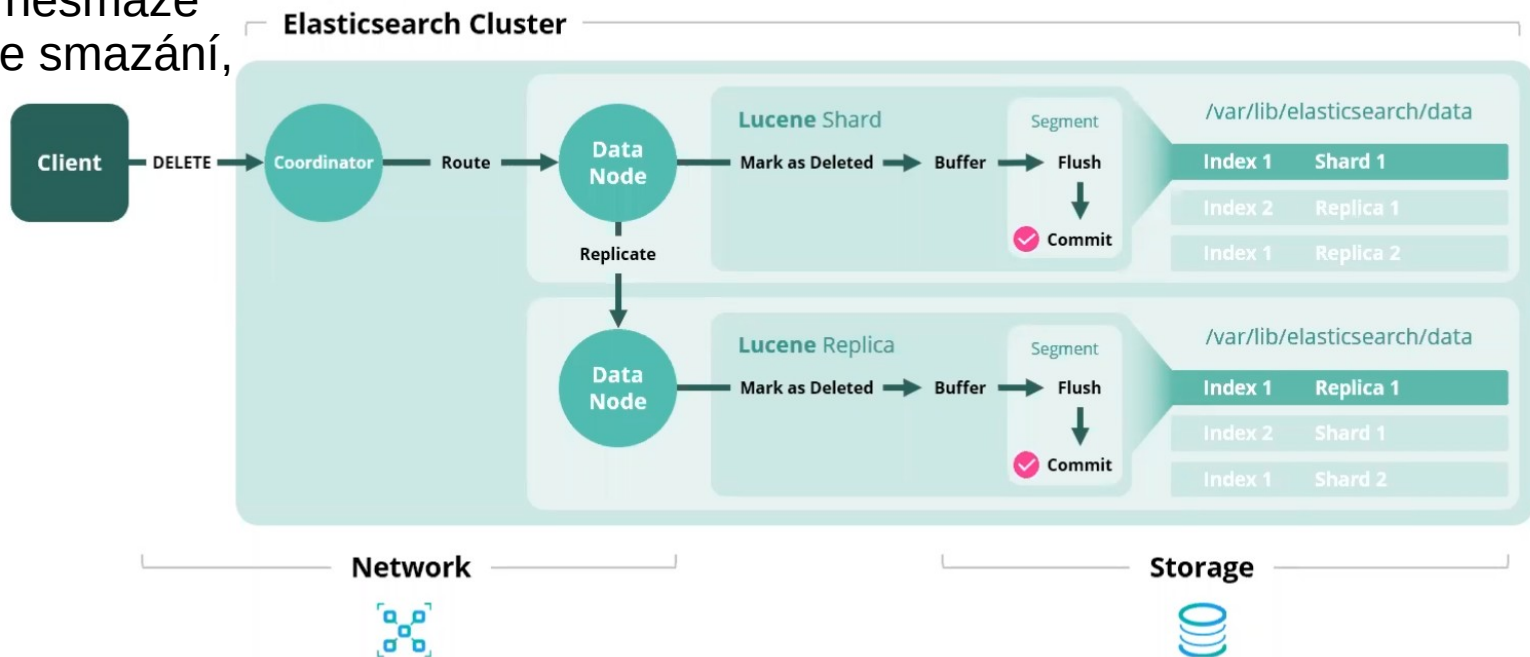 nesmaže
e smazání,
Elasticsearch Cluster
Client
DELETE
Coordinator
Route
Data
Node
Replicate
Lucene Shard
Mark as Deleted
Buffer
Segment
Flush
Commit
/var/lib/elasticsearch/data
Index 1 Shard 1
Index 2 Replica 1
Index 1 Replica 2
Data
Node
Lucene Replica
Mark as Deleted
Buffer
Segment
Flush
Commit
/var/lib/elasticsearch/data
Index 1 Replica 1
Index 2 Shard 1
Index 1 Shard 2
Network
Storage